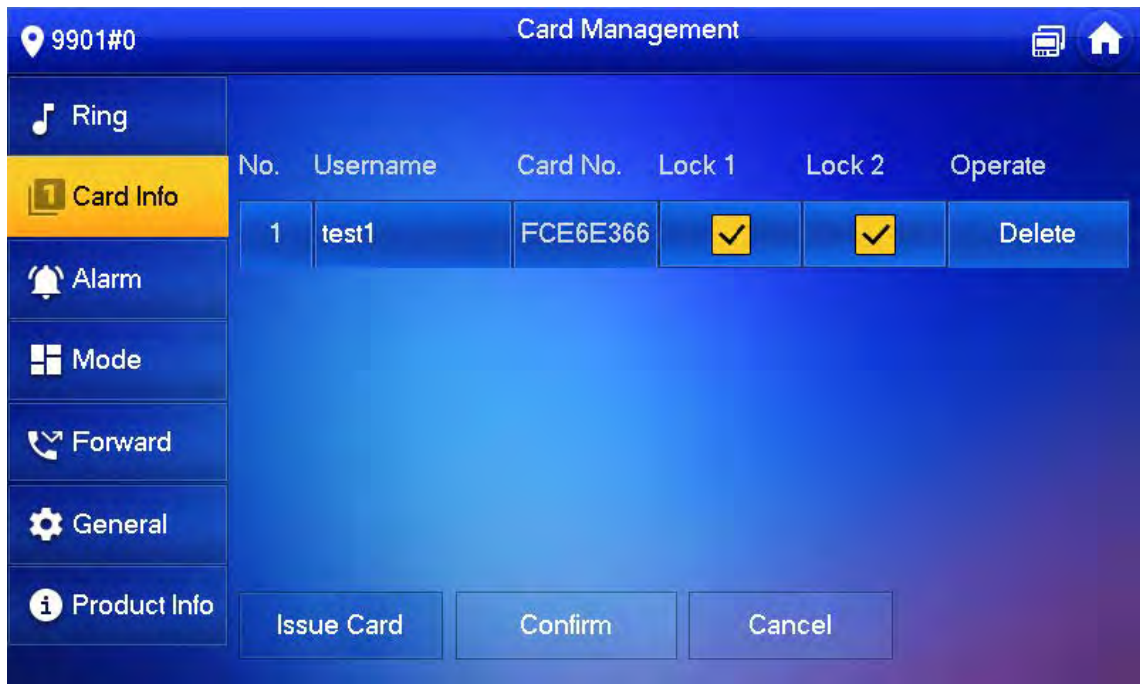 9901#0
Card Management
Ring
Card Info
Alarm
Mode
Forward
General
Product Info
No. Username Card No. Lock 1 Lock 2 Operate
1 test1 FCE6E366 Delete
Issue Card Confirm Cancel